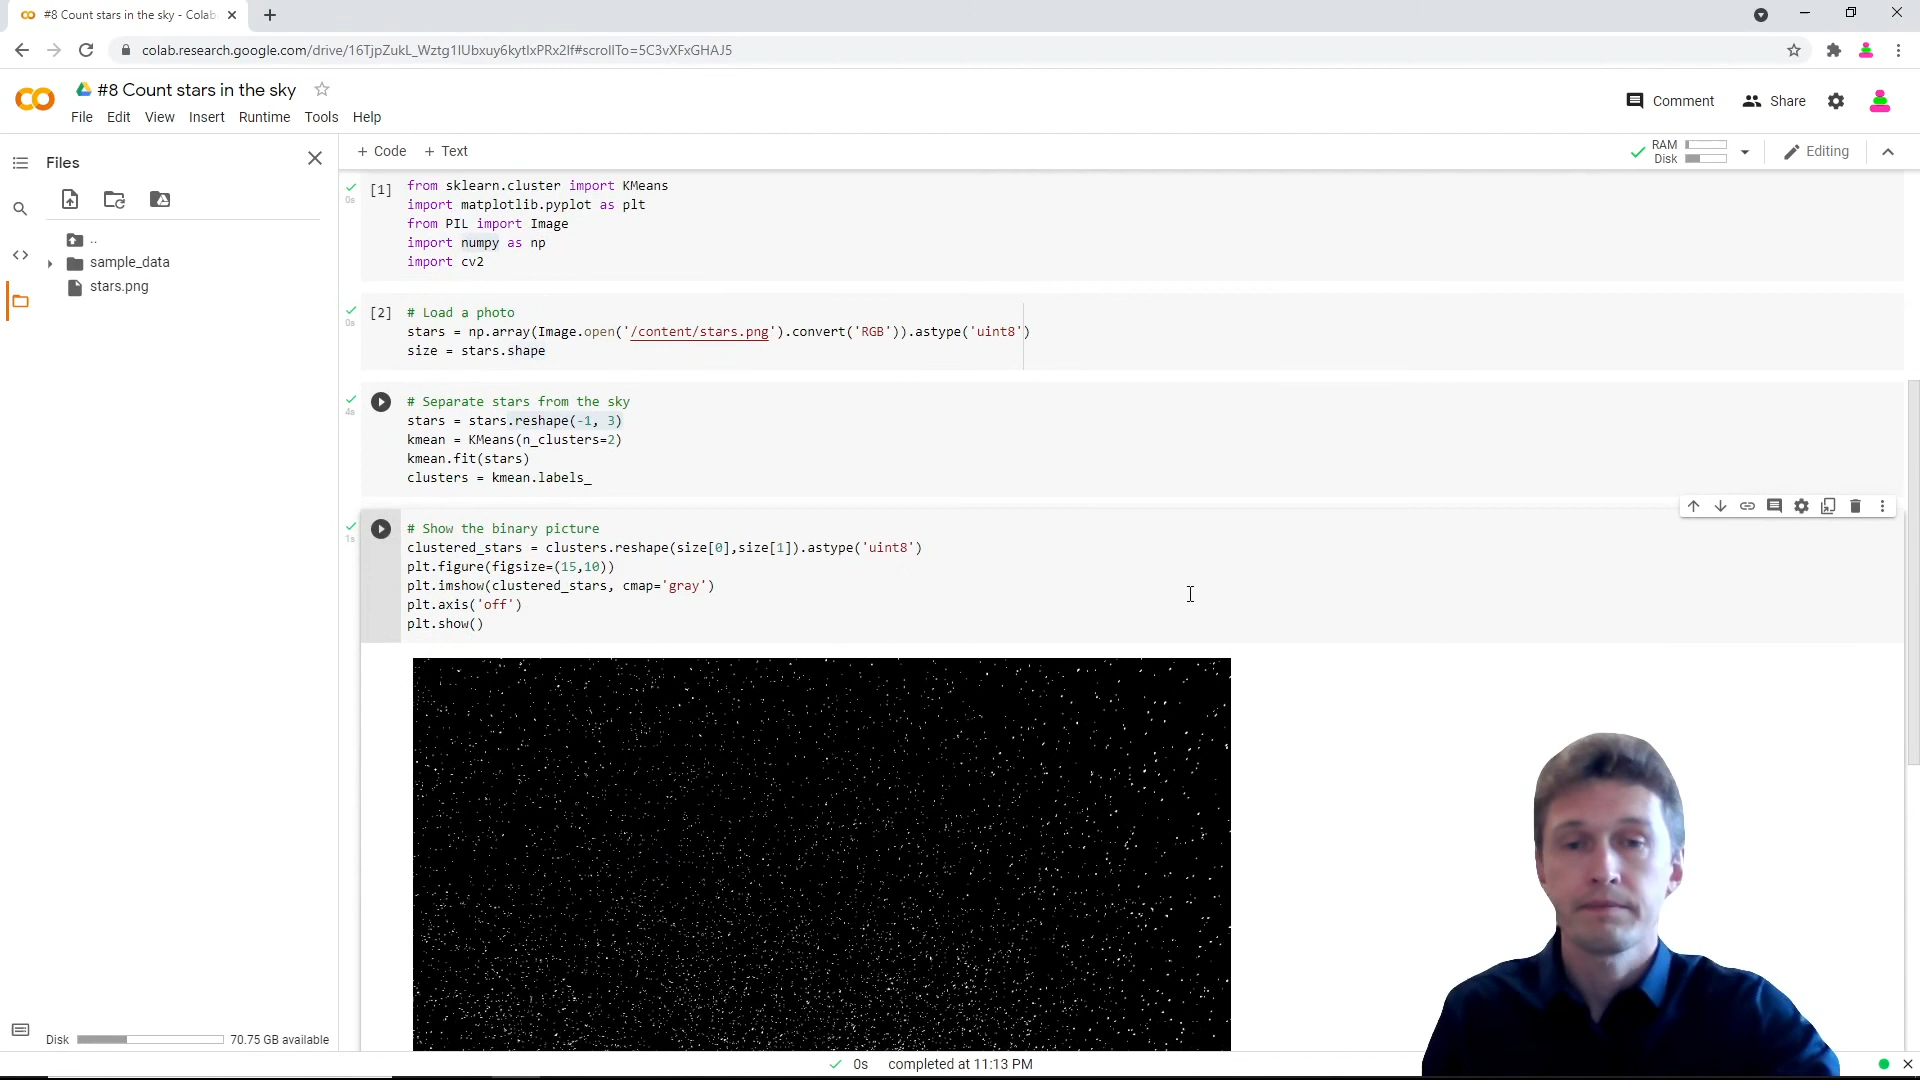 #8 Count stars in the sky - Colab
colab.research.google.com/drive/16TjpZukL_Wztg1IUbxuy6kytlxPRx2lf#scrollTo=5C3vXFxGHAJ5
#8 Count stars in the sky
Comment
Share
File Edit View Insert Runtime Tools Help
Files
+ Code + Text
RAM
Disk
Editing
..
sample_data
stars.png
0s
[1]
from sklearn.cluster import KMeans
import matplotlib.pyplot as plt
from PIL import Image
import numpy as np
import cv2
0s
[2]
# Load a photo
stars = np.array(Image.open('/content/stars.png').convert('RGB')).astype('uint8')
size = stars.shape
4s
# Separate stars from the sky
stars = stars.reshape(-1, 3)
kmean = KMeans(n_clusters=2)
kmean.fit(stars)
clusters = kmean.labels_
1s
# Show the binary picture
clustered_stars = clusters.reshape(size[0],size[1]).astype('uint8')
plt.figure(figsize=(15,10))
plt.imshow(clustered_stars, cmap='gray')
plt.axis('off')
plt.show()
Disk 70.75 GB available
0s completed at 11:13 PM